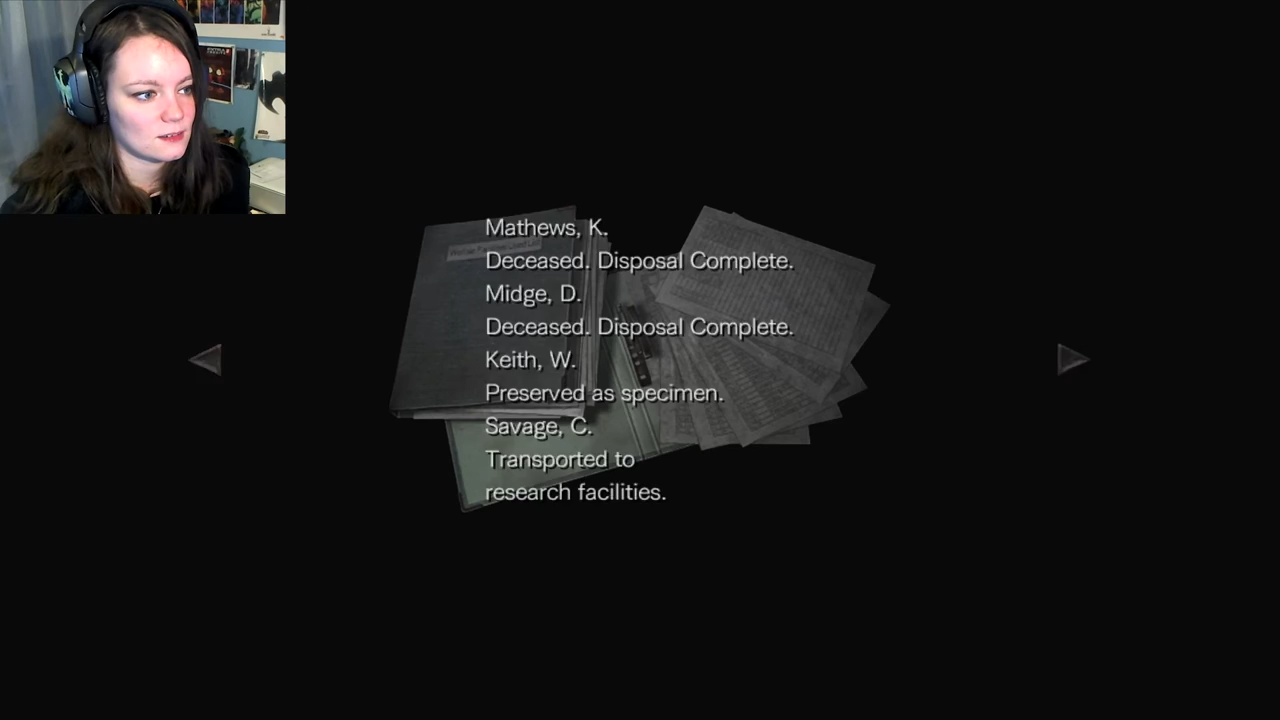 Mathews, K.
Deceased. Disposal Complete.
Midge, D.
Deceased. Disposal Complete.
Keith, W.
Preserved as specimen.
Savage, C.
Transported to
research facilities.